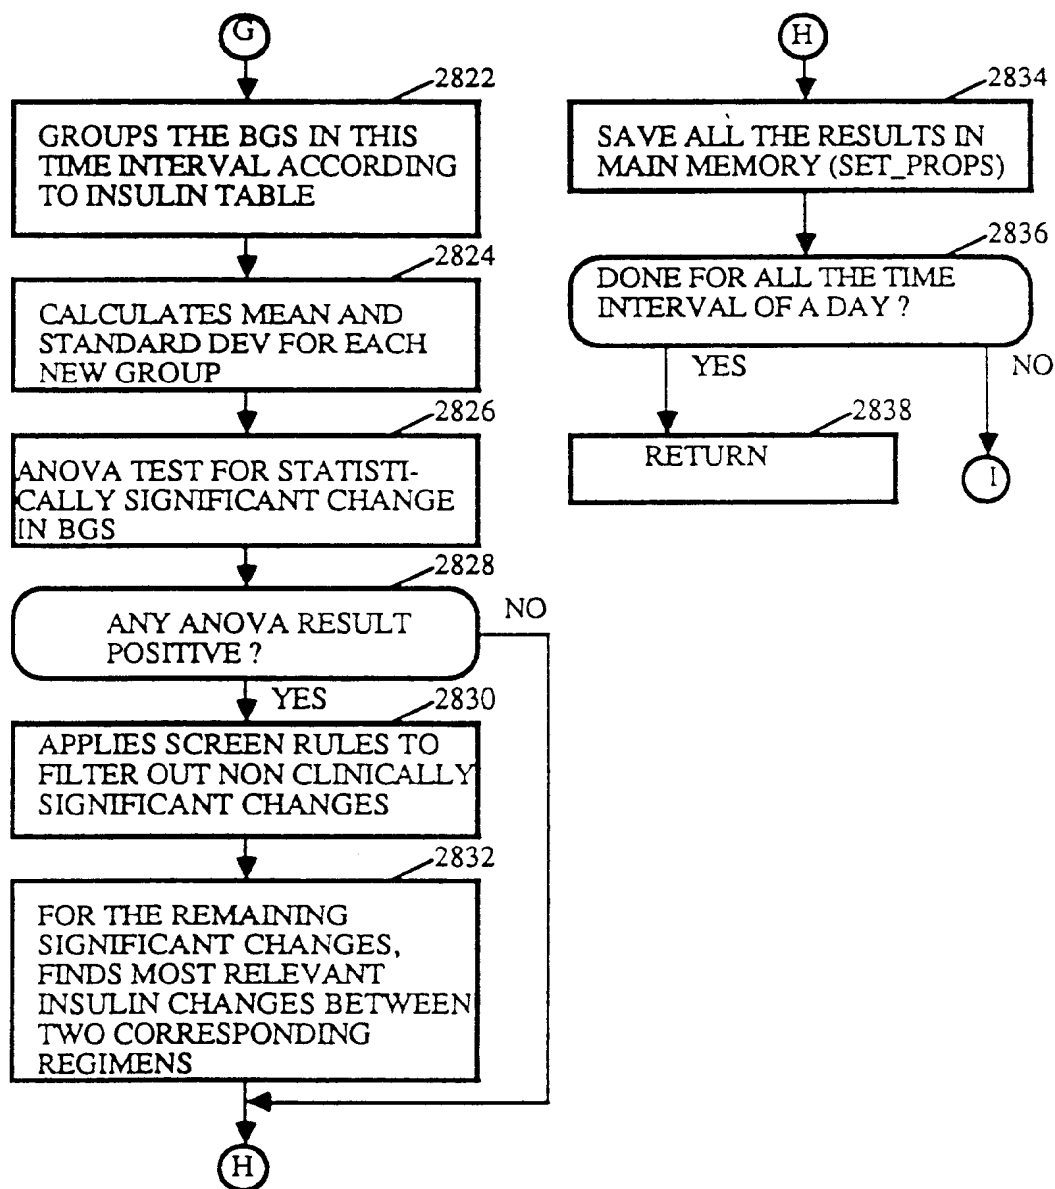 G
2822
GROUPS THE BGS IN THIS
TIME INTERVAL ACCORDING
TO INSULIN TABLE
2824
CALCULATES MEAN AND
STANDARD DEV FOR EACH
NEW GROUP
2826
ANOVA TEST FOR STATISTI-
CALLY SIGNIFICANT CHANGE
IN BGS
2828
ANY ANOVA RESULT
POSITIVE ?
NO
YES
2830
APPLIES SCREEN RULES TO
FILTER OUT NON CLINICALLY
SIGNIFICANT CHANGES
2832
FOR THE REMAINING
SIGNIFICANT CHANGES,
FINDS MOST RELEVANT
INSULIN CHANGES BETWEEN
TWO CORRESPONDING
REGIMENS
H
H
2834
SAVE ALL THE RESULTS IN
MAIN MEMORY (SET_PROPS)
2836
DONE FOR ALL THE TIME
INTERVAL OF A DAY ?
YES
NO
2838
RETURN
I